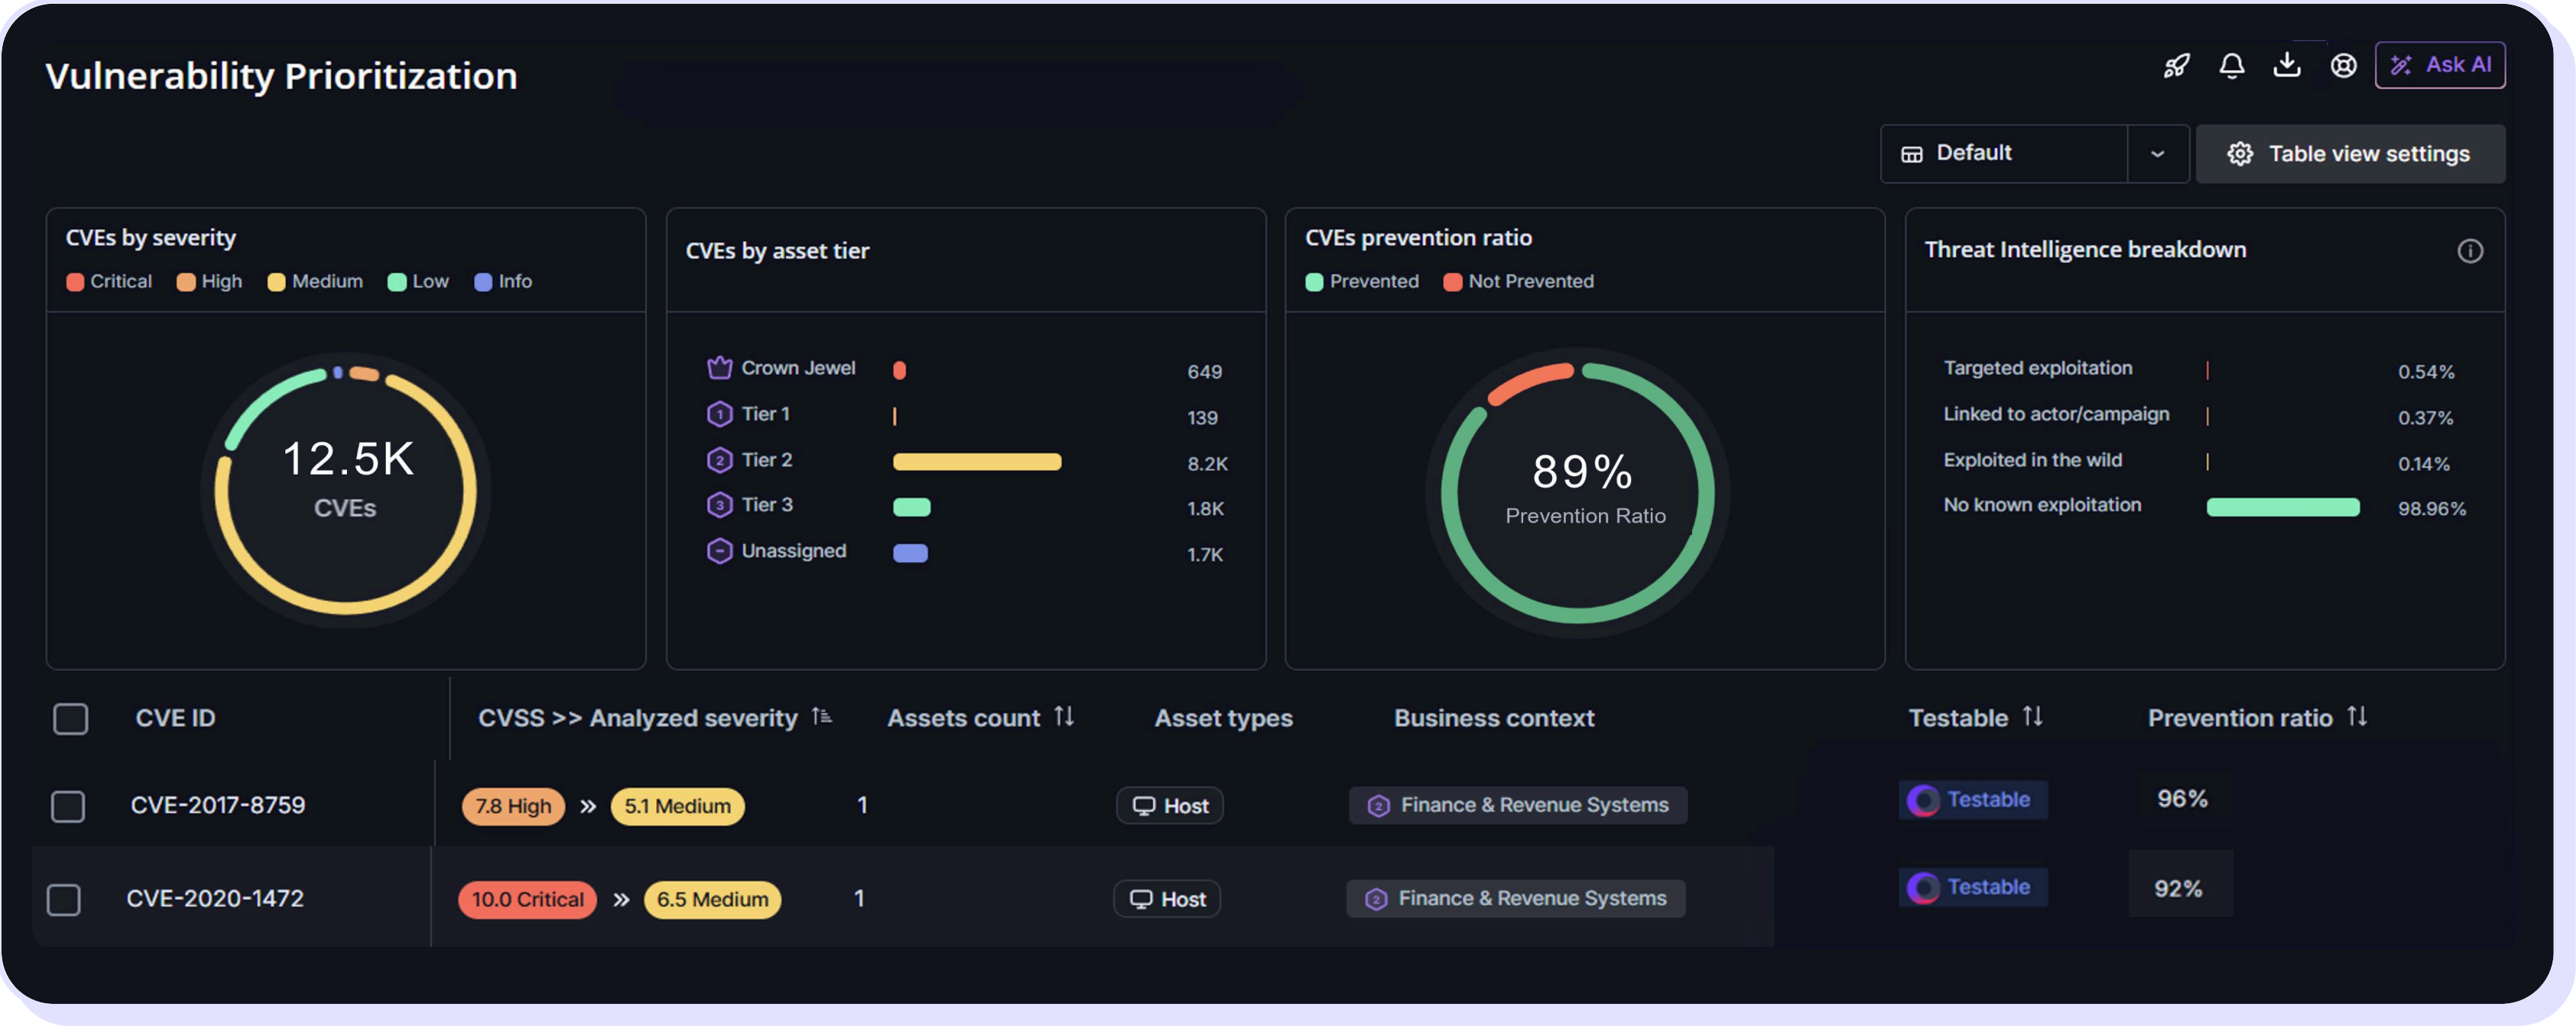 Vulnerability Prioritization
Ask AI
Default
Table view settings
CVEs by severity
Critical High Medium Low Info
12.5K
CVEs
CVEs by asset tier
Crown Jewel 649
1 Tier 1 139
2 Tier 2 8.2K
3 Tier 3 1.8K
Unassigned 1.7K
CVEs prevention ratio
Prevented Not Prevented
89%
Prevention Ratio
Threat Intelligence breakdown
Targeted exploitation 0.54%
Linked to actor/campaign 0.37%
Exploited in the wild 0.14%
No known exploitation 98.96%
CVE ID CVSS >> Analyzed severity Assets count Asset types Business context Testable Prevention ratio
CVE-2017-8759 7.8 High » 5.1 Medium 1 Host 2 Finance & Revenue Systems Testable 96%
CVE-2020-1472 10.0 Critical » 6.5 Medium 1 Host 2 Finance & Revenue Systems Testable 92%